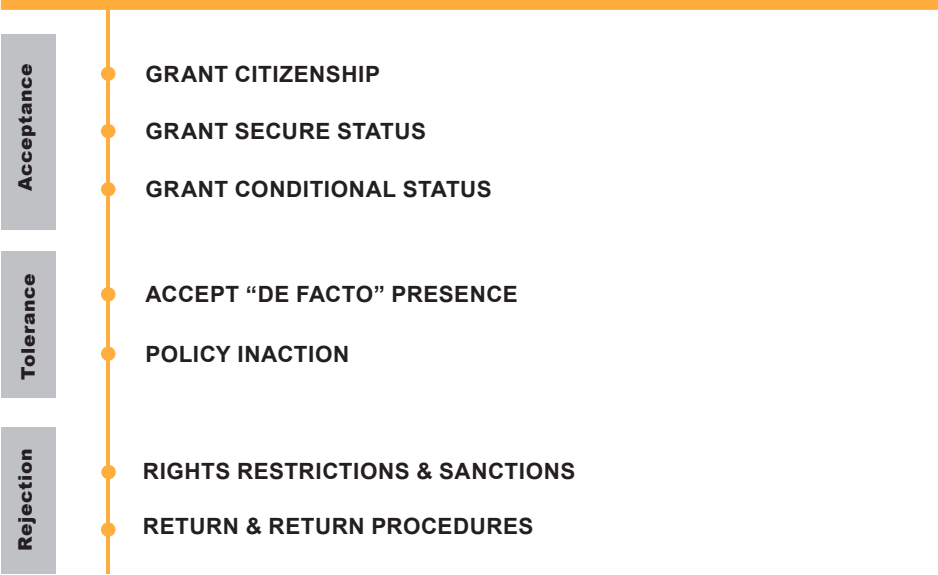 Acceptance
GRANT CITIZENSHIP
GRANT SECURE STATUS
GRANT CONDITIONAL STATUS
Tolerance
ACCEPT “DE FACTO” PRESENCE
POLICY INACTION
Rejection
RIGHTS RESTRICTIONS & SANCTIONS
RETURN & RETURN PROCEDURES